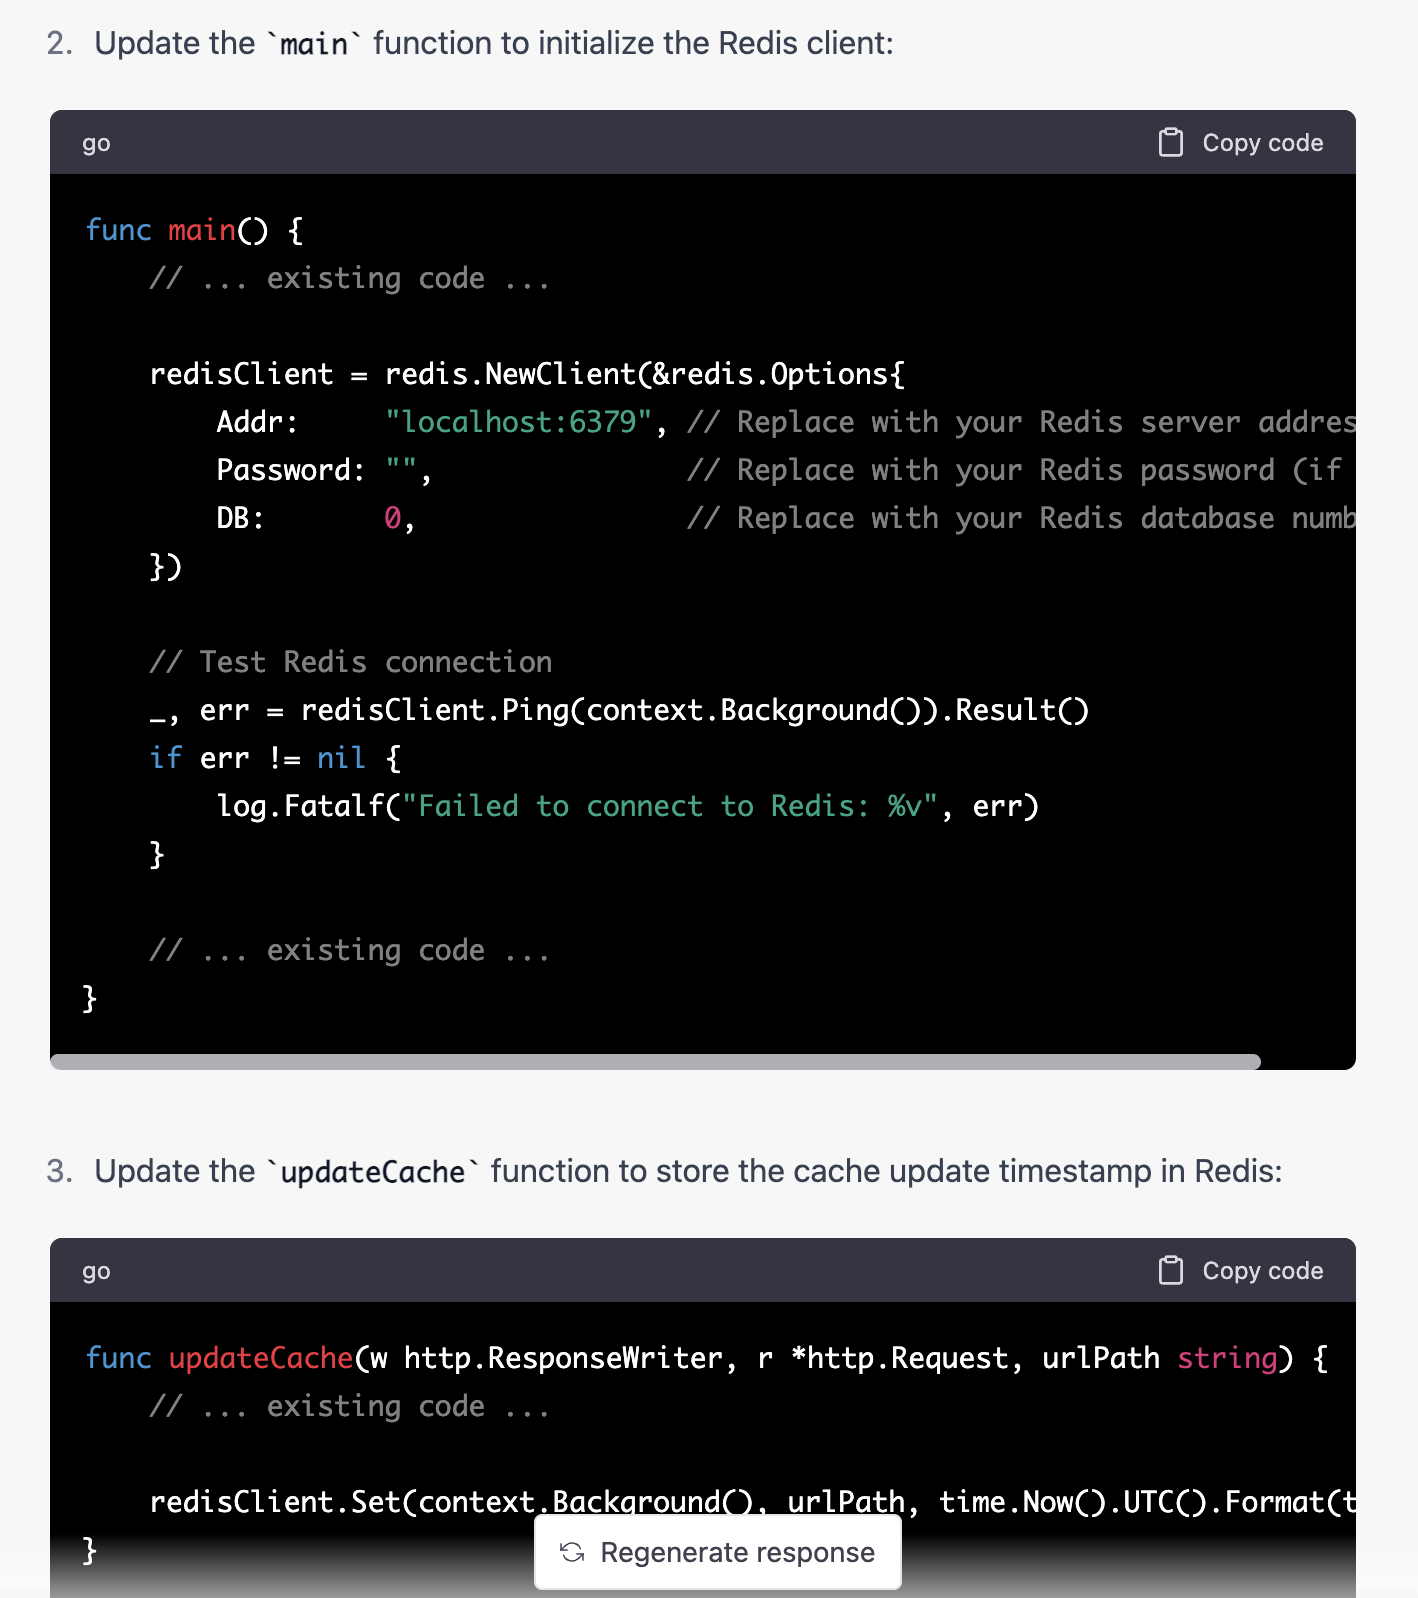 2. Update the `main` function to initialize the Redis client:
go
Copy code
func main() {
    // ... existing code ...
    redisClient = redis.NewClient(&redis.Options{
        Addr:     "localhost:6379", // Replace with your Redis server addres
        Password: "",               // Replace with your Redis password (if
        DB:       0,                // Replace with your Redis database numb
    })
    // Test Redis connection
    _, err = redisClient.Ping(context.Background()).Result()
    if err != nil {
        log.Fatalf("Failed to connect to Redis: %v", err)
    }
    // ... existing code ...
}
3. Update the `updateCache` function to store the cache update timestamp in Redis:
go
Copy code
func updateCache(w http.ResponseWriter, r *http.Request, urlPath string) {
    // ... existing code ...
    redisClient.Set(context.Background(), urlPath, time.Now().UTC().Format(t
}
Regenerate response